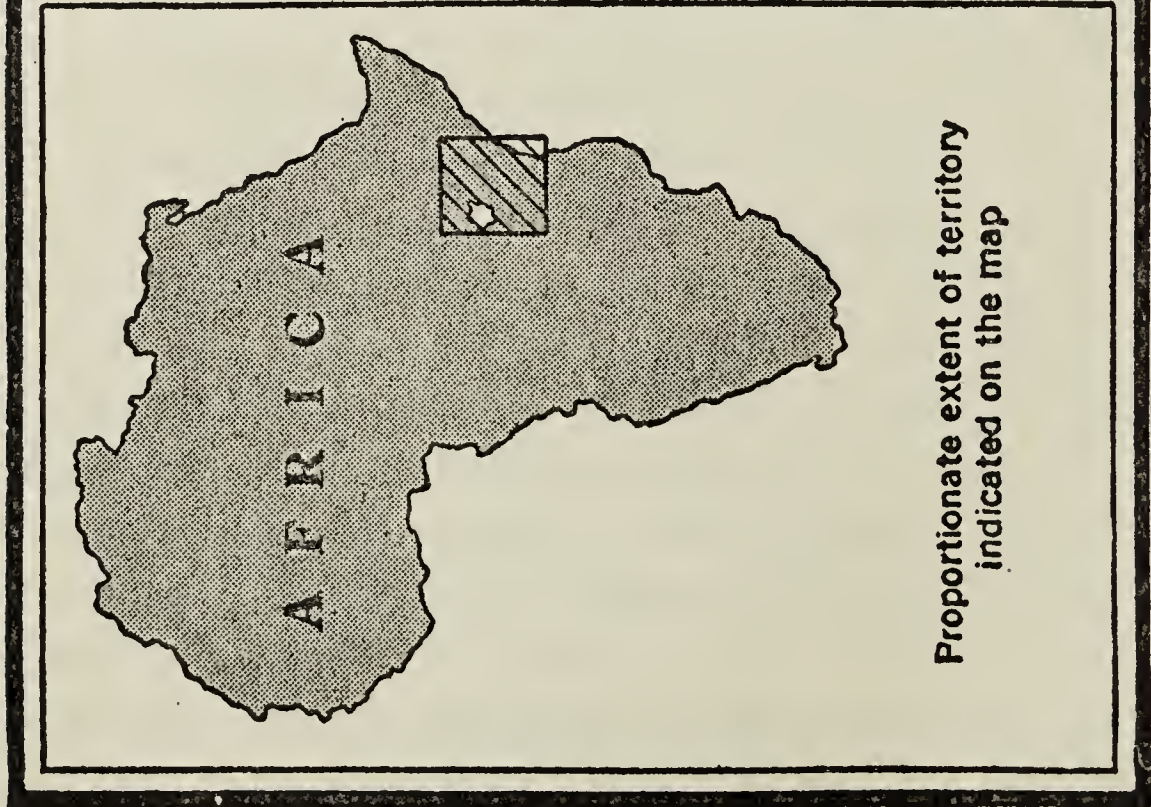 AFRICA
Proportionate extent of territory
indicated on the map